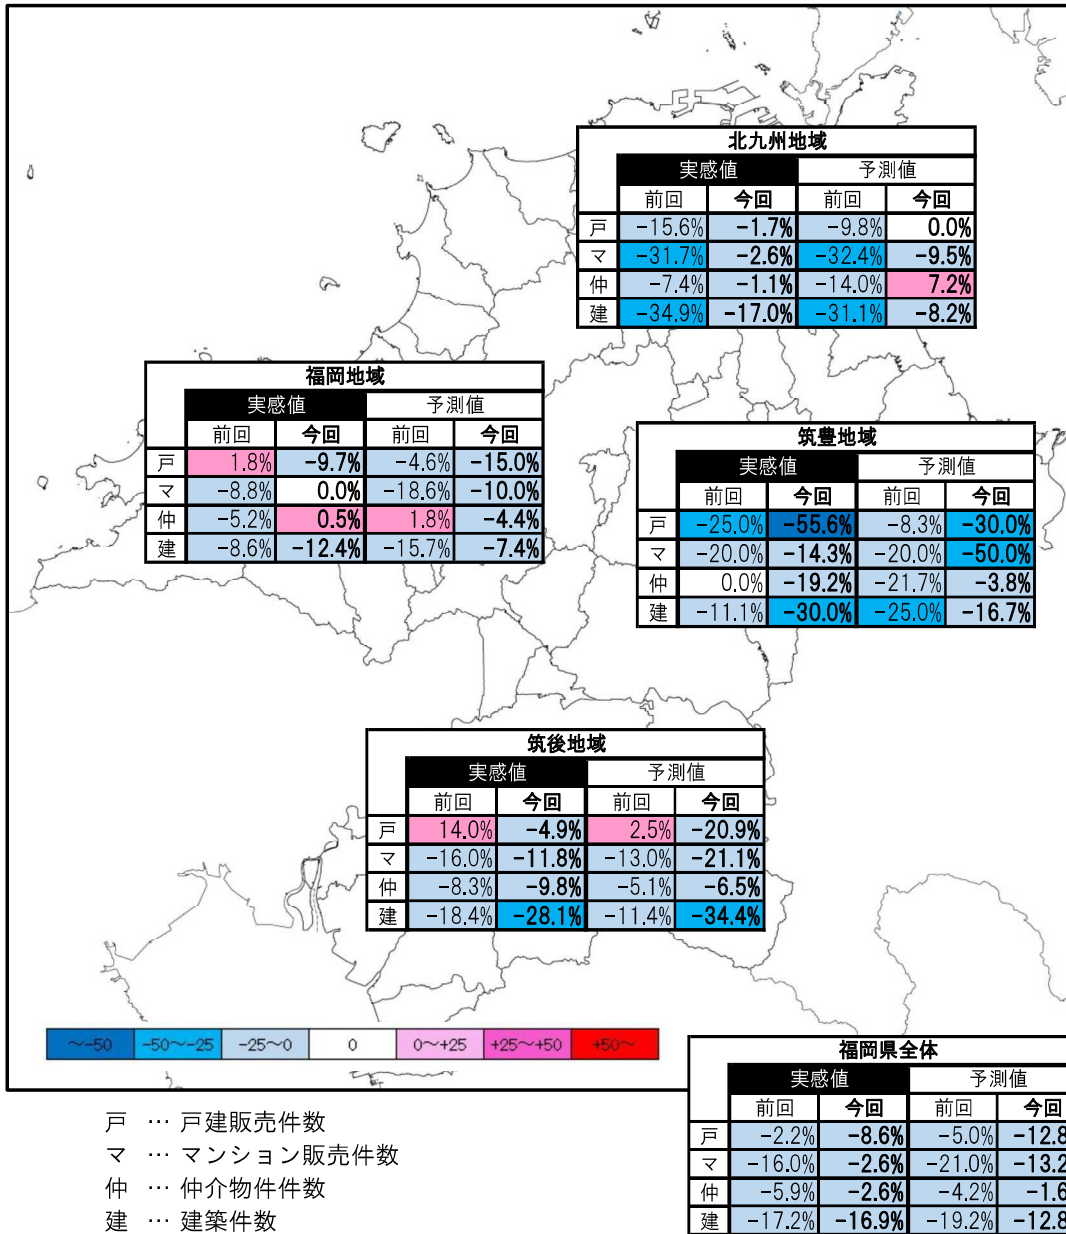 北九州地域
実感値 予測値
前回 今回 前回 今回
戸 -15.6% -1.7% -9.8% 0.0%
マ -31.7% -2.6% -32.4% -9.5%
仲 -7.4% -1.1% -14.0% 7.2%
建 -34.9% -17.0% -31.1% -8.2%
福岡地域
実感値 予測値
前回 今回 前回 今回
戸 1.8% -9.7% -4.6% -15.0%
マ -8.8% 0.0% -18.6% -10.0%
仲 -5.2% 0.5% 1.8% -4.4%
建 -8.6% -12.4% -15.7% -7.4%
筑豊地域
実感値 予測値
前回 今回 前回 今回
戸 -25.0% -55.6% -8.3% -30.0%
マ -20.0% -14.3% -20.0% -50.0%
仲 0.0% -19.2% -21.7% -3.8%
建 -11.1% -30.0% -25.0% -16.7%
筑後地域
実感値 予測値
前回 今回 前回 今回
戸 14.0% -4.9% 2.5% -20.9%
マ -16.0% -11.8% -13.0% -21.1%
仲 -8.3% -9.8% -5.1% -6.5%
建 -18.4% -28.1% -11.4% -34.4%
～-50 -50～-25 -25～0 0 0～+25 +25～+50 +50～
福岡県全体
実感値 予測値
前回 今回 前回 今回
戸 -2.2% -8.6% -5.0% -12.8
マ -16.0% -2.6% -21.0% -13.2
仲 -5.9% -2.6% -4.2% -1.6
建 -17.2% -16.9% -19.2% -12.8
戸 … 戸建販売件数
マ … マンション販売件数
仲 … 仲介物件件数
建 … 建築件数